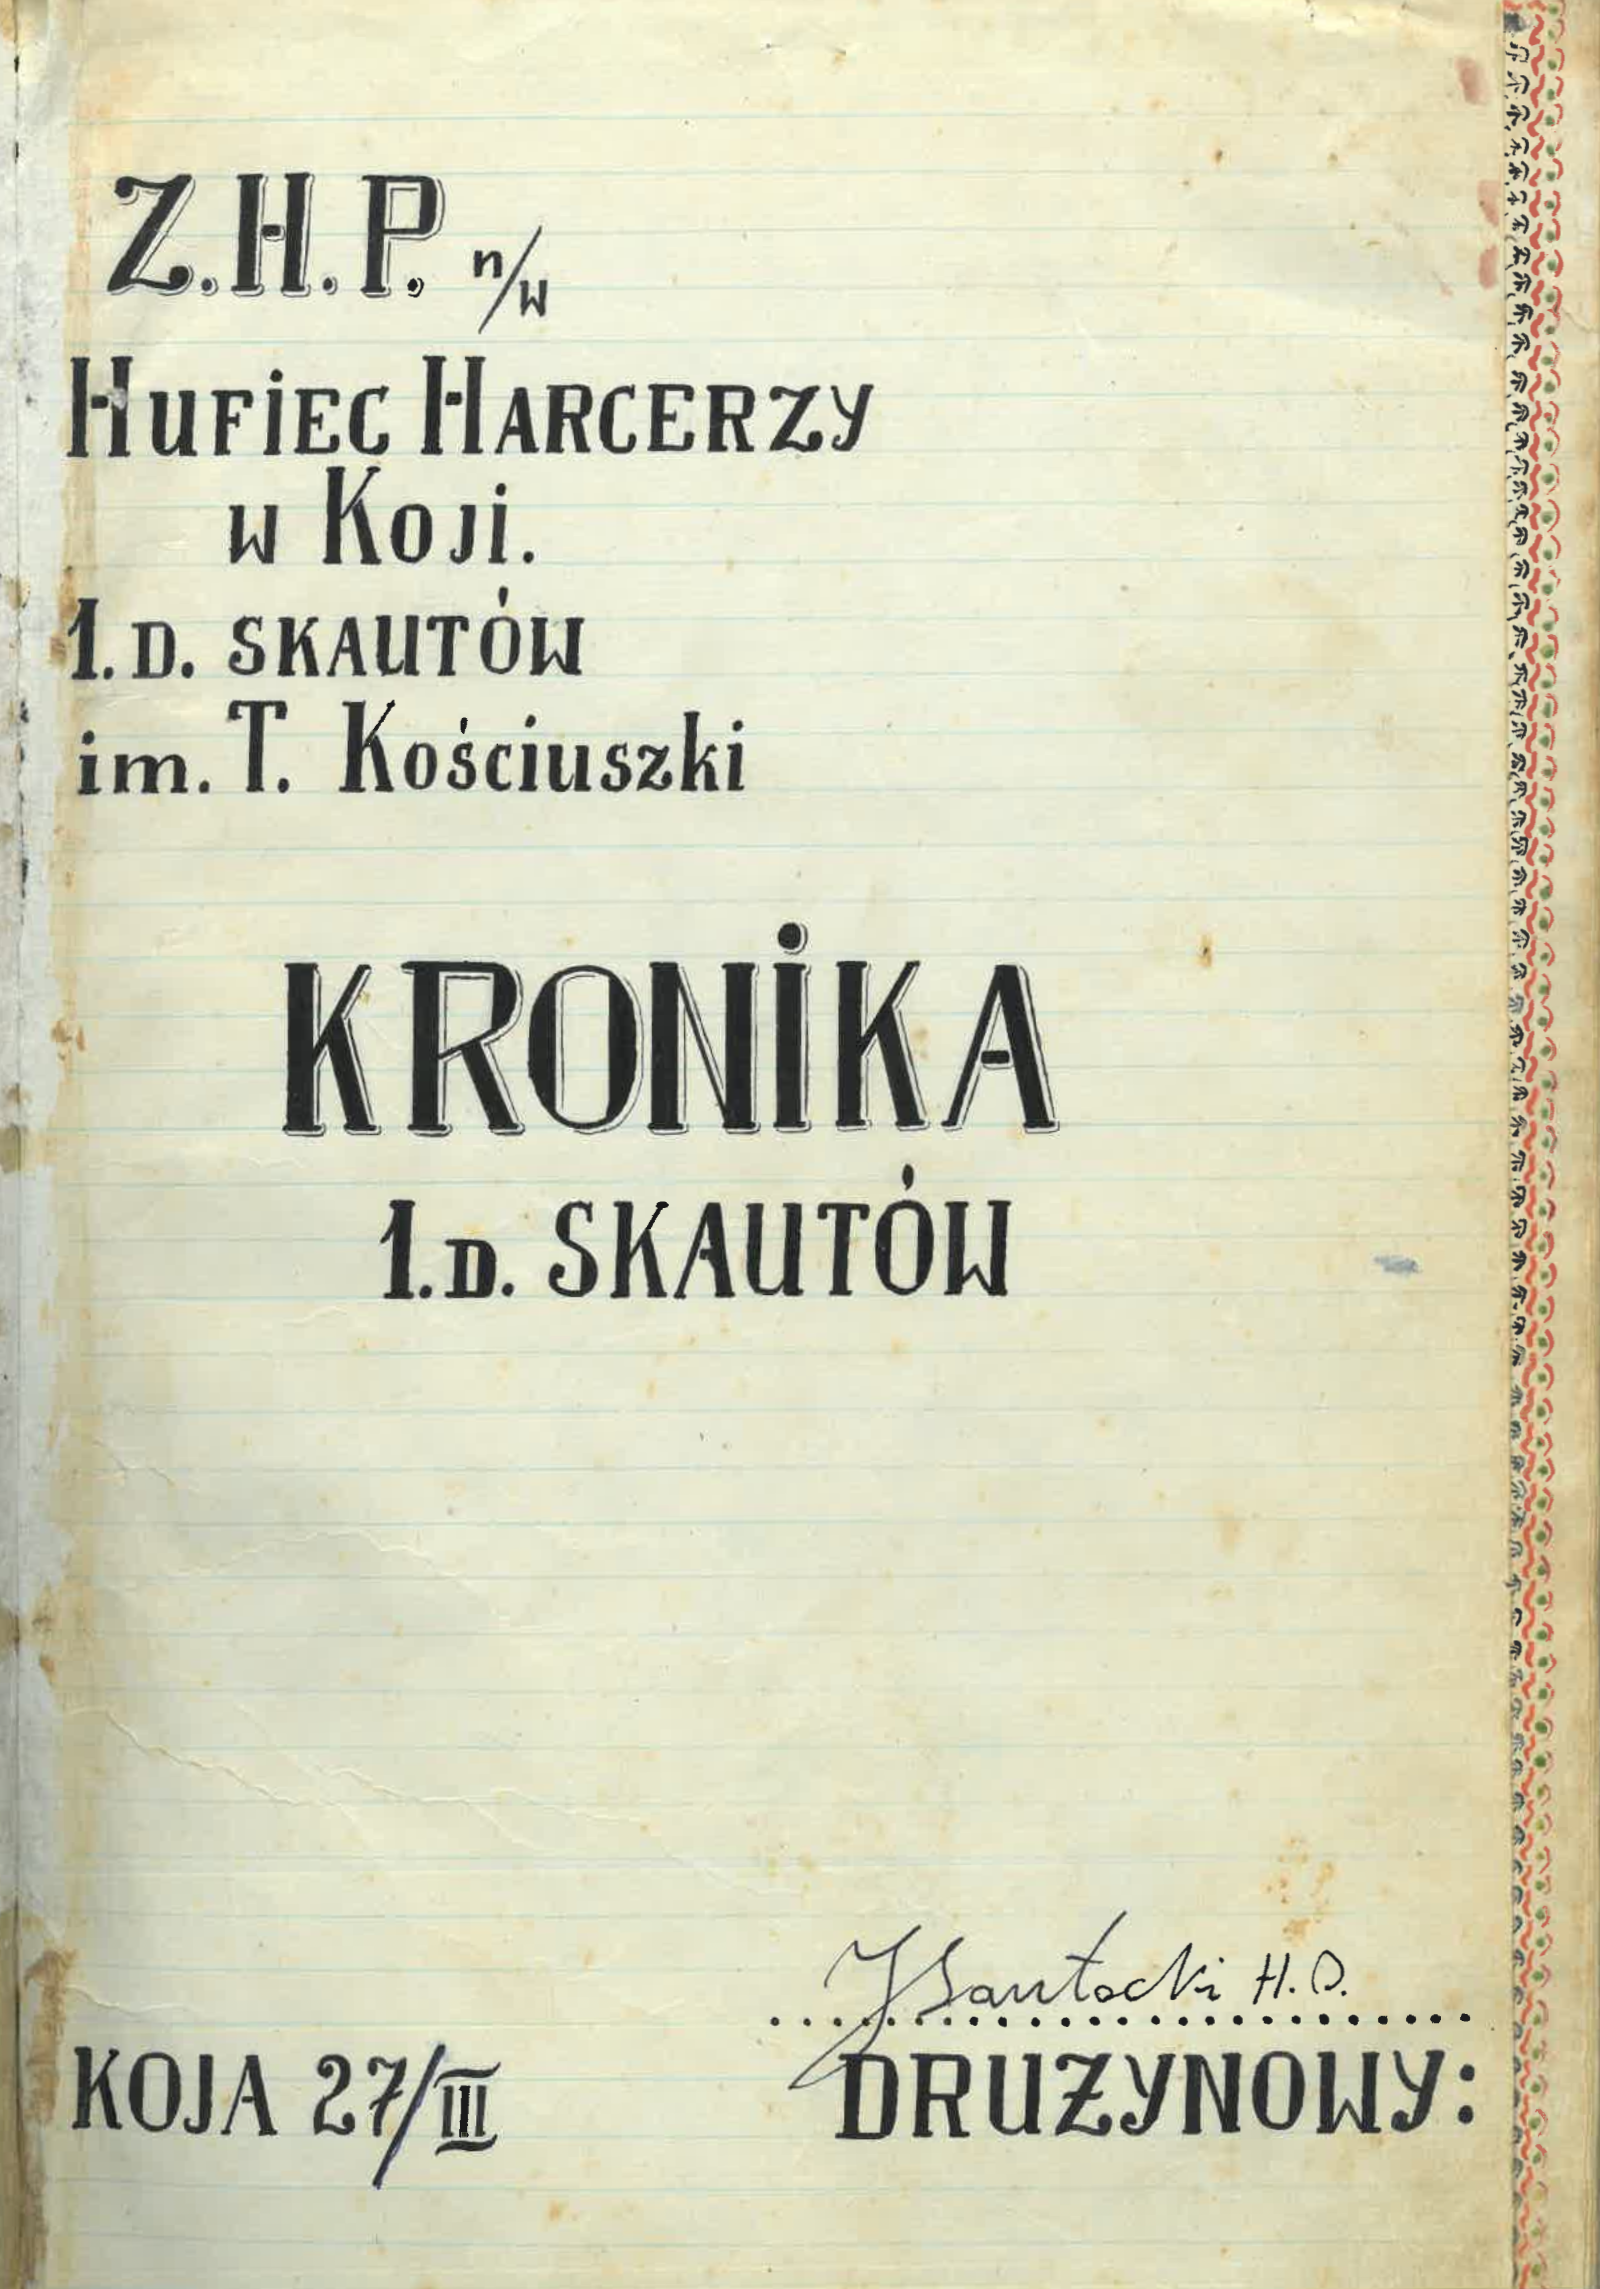 Z.H.P. n/w
HUFIEC HARCERZY
w KOJI.
1.D. SKAUTÓW
im. T. Kościuszki
KRONIKA
1.D. SKAUTÓW
H.O.
KOJA 27/III
DRUŻYNOWY: